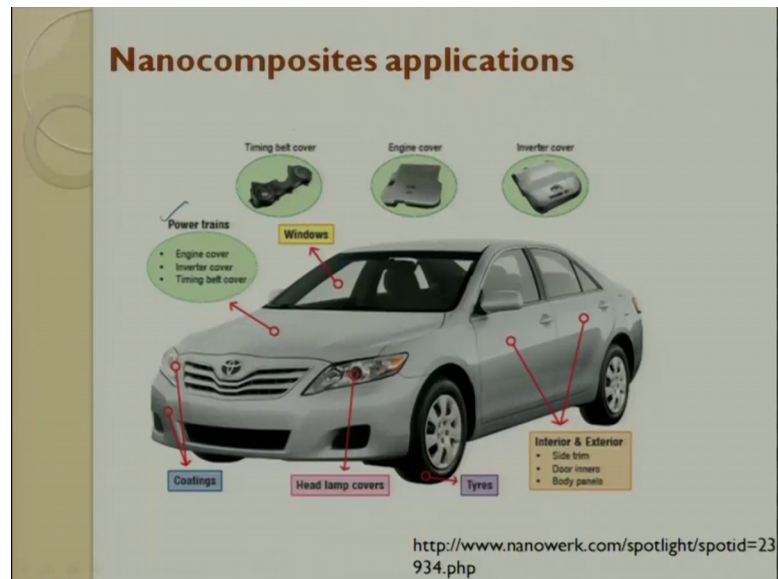 Nanocomposites applications
Timing belt cover
Engine cover
Inverter cover
Power trains
• Engine cover
• Inverter cover
• Timing belt cover
Windows
Coatings
Head lamp covers
Tyres
Interior & Exterior
• Side trim
• Door inners
• Body panels
http://www.nanowerk.com/spotlight/spotid=23
934.php